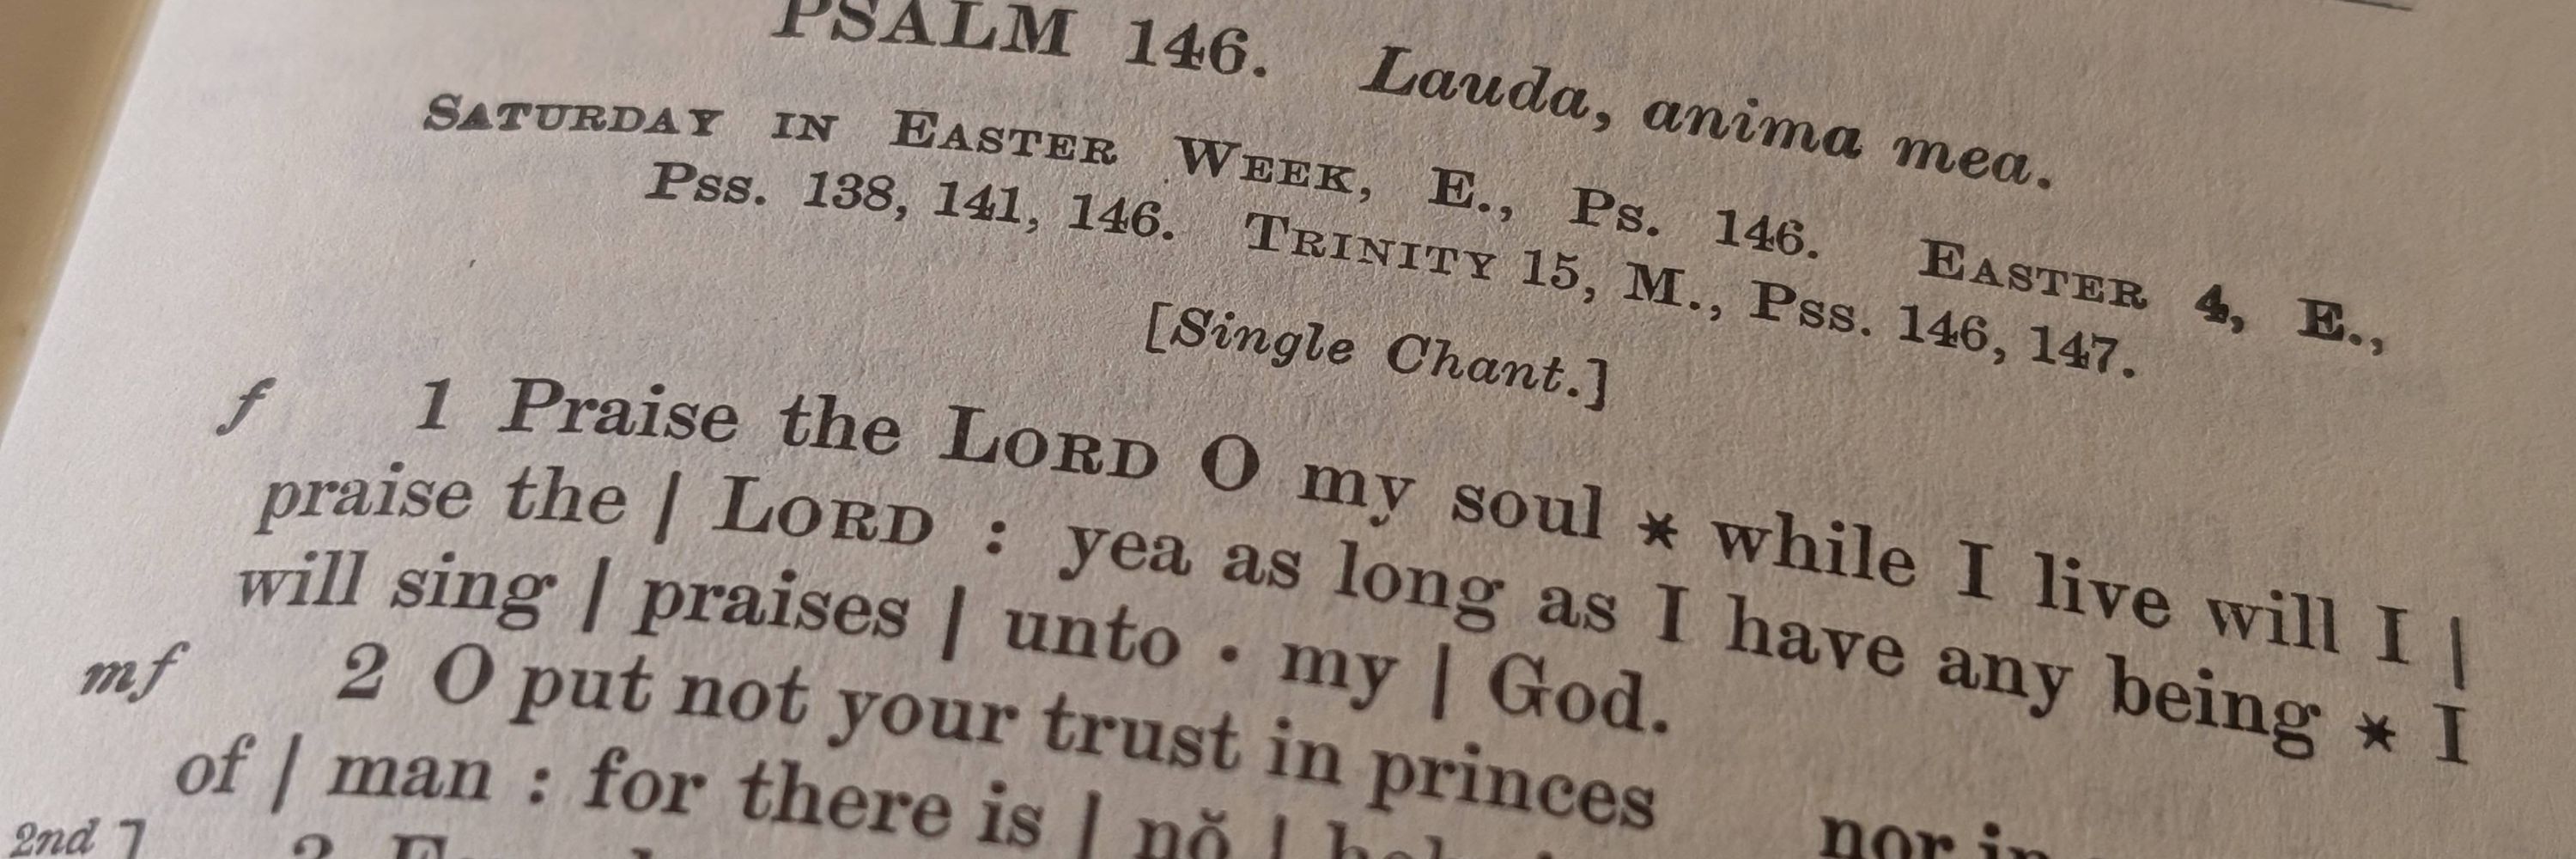 PSALM 146. Lauda, anima mea.
SATURDAY IN EASTER WEEK, E., Ps. 146. EASTER 4, E.,
Pss. 138, 141, 146. TRINITY 15, M., Pss. 146, 147.
[Single Chant.]
f 1 Praise the LORD O my soul * while I live will I |
praise the | LORD : yea as long as I have any being * I
will sing | praises | unto · my | God.
mf 2 O put not your trust in princes nor in
of | man : for there is | nŏ |
2nd ]